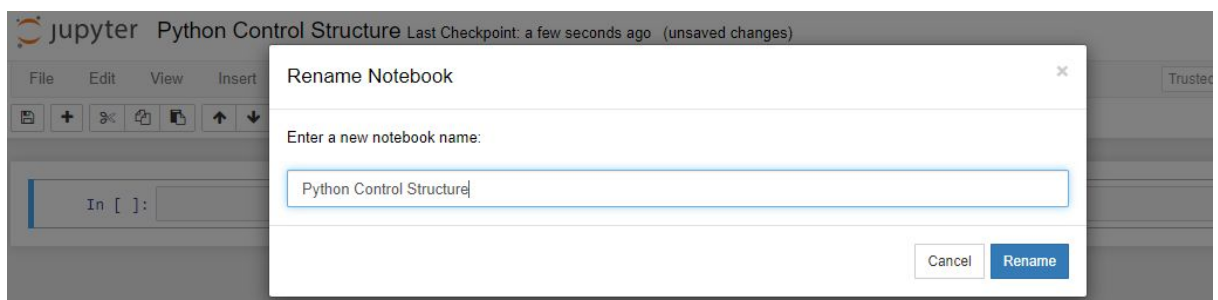 jupyter Python Control Structure Last Checkpoint: a few seconds ago (unsaved changes)
File Edit View Insert
Trusted
Rename Notebook ×
Enter a new notebook name:
Python Control Structure
In [ ]:
Cancel Rename